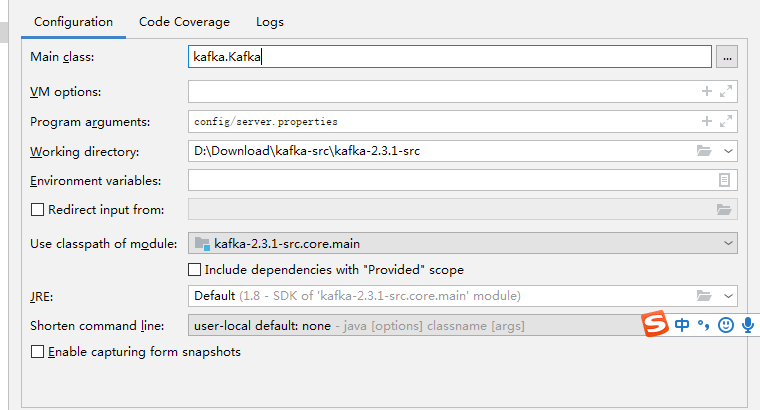 Configuration Code Coverage Logs
Main class: kafka.Kafka ...
VM options:
Program arguments: config/server.properties
Working directory: D:\Download\kafka-src\kafka-2.3.1-src
Environment variables:
Redirect input from:
Use classpath of module: kafka-2.3.1-src.core.main
Include dependencies with "Provided" scope
JRE: Default (1.8 - SDK of 'kafka-2.3.1-src.core.main' module)
Shorten command line: user-local default: none - java [options] classname [args] S 中 °,
Enable capturing form snapshots